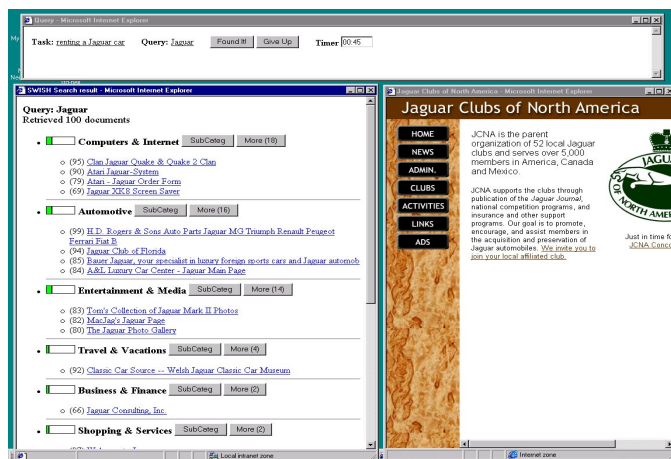 Query - Microsoft Internet Explorer
Task: renting a Jaguar car Query: Jaguar Found It! Give Up Timer 00:45
SWISH Search result - Microsoft Internet Explorer
Query: Jaguar
Retrieved 100 documents
Computers & Internet SubCateg More (18)
(95) Clan Jaguar Quake & Quake 2 Clan
(90) Atari Jaguar-System
(79) Atari - Jaguar Order Form
(69) Jaguar XK8 Screen Saver
Automotive SubCateg More (16)
(99) H.D. Rogers & Sons Auto Parts Jaguar MG Triumph Renault Peugeot
Ferrari Fiat B
(94) Jaguar Club of Florida
(85) Bauer Jaguar, your specialist in luxury foreign sports cars and Jaguar automob
(84) A&L Luxury Car Center - Jaguar Main Page
Entertainment & Media SubCateg More (14)
(83) Tom's Collection of Jaguar Mark II Photos
(82) MacJag's Jaguar Page
(80) The Jaguar Photo Gallery
Travel & Vacations SubCateg More (4)
(92) Classic Car Source -- Welsh Jaguar Classic Car Museum
Business & Finance SubCateg More (2)
(66) Jaguar Consulting, Inc.
Shopping & Services SubCateg More (2)
Local intranet zone
Jaguar Clubs of North America - Microsoft Internet Explorer
Jaguar Clubs of North America
HOME
NEWS
ADMIN.
CLUBS
ACTIVITIES
LINKS
ADS
JCNA is the parent
organization of 52 local Jaguar
clubs and serves over 5,000
members in America, Canada
and Mexico.
JCNA supports the clubs through
publication of the Jaguar Journal,
national competition programs, and
insurance and other support
programs. Our goal is to promote,
encourage, and assist members in
the acquisition and preservation of
Jaguar automobiles. We invite you to
join your local affiliated club.
JAGU
OF NORTH AMER
Just in time fo
JCNA Conco
Internet zone